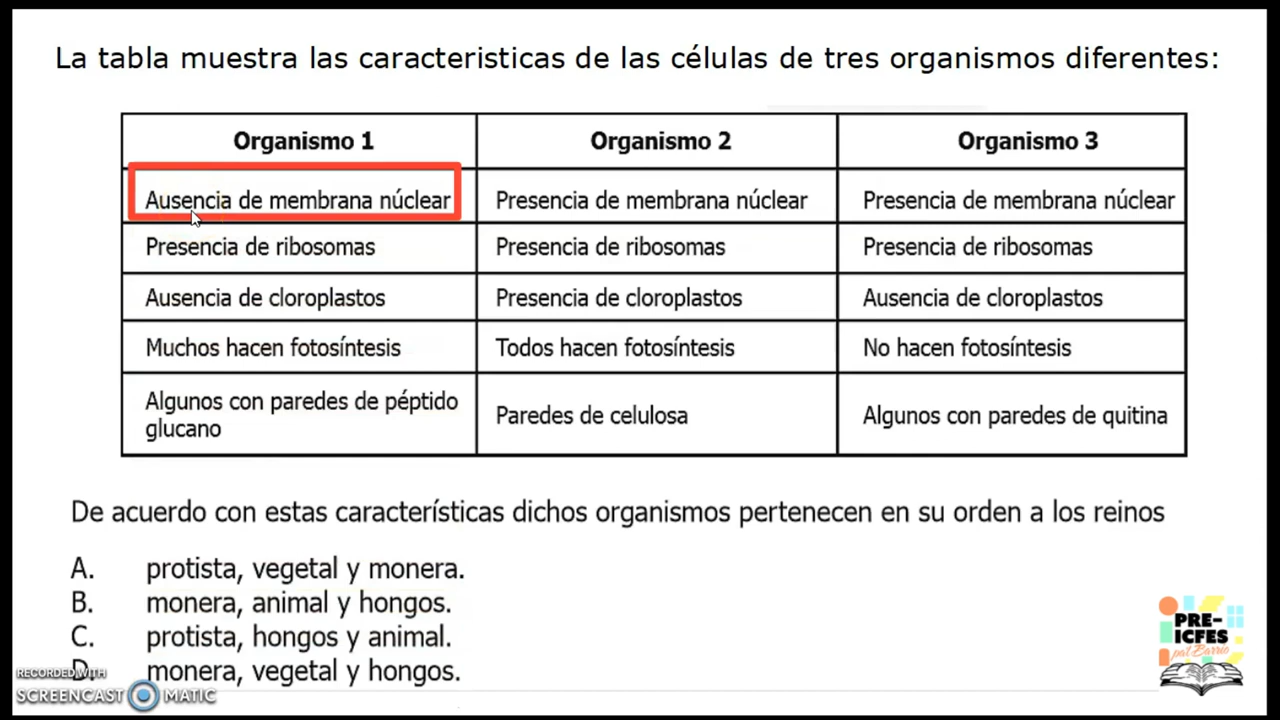 La tabla muestra las caracteristicas de las células de tres organismos diferentes:
Organismo 1 Organismo 2 Organismo 3
Ausencia de membrana núclear Presencia de membrana núclear Presencia de membrana núclear
Presencia de ribosomas Presencia de ribosomas Presencia de ribosomas
Ausencia de cloroplastos Presencia de cloroplastos Ausencia de cloroplastos
Muchos hacen fotosíntesis Todos hacen fotosíntesis No hacen fotosíntesis
Algunos con paredes de péptido
glucano
Paredes de celulosa Algunos con paredes de quitina
De acuerdo con estas características dichos organismos pertenecen en su orden a los reinos
A. protista, vegetal y monera.
B. monera, animal y hongos.
C. protista, hongos y animal.
D. monera, vegetal y hongos.
PRE-
ICFES
pa'l Barrio
RECORDED WITH
SCREENCAST MATIC